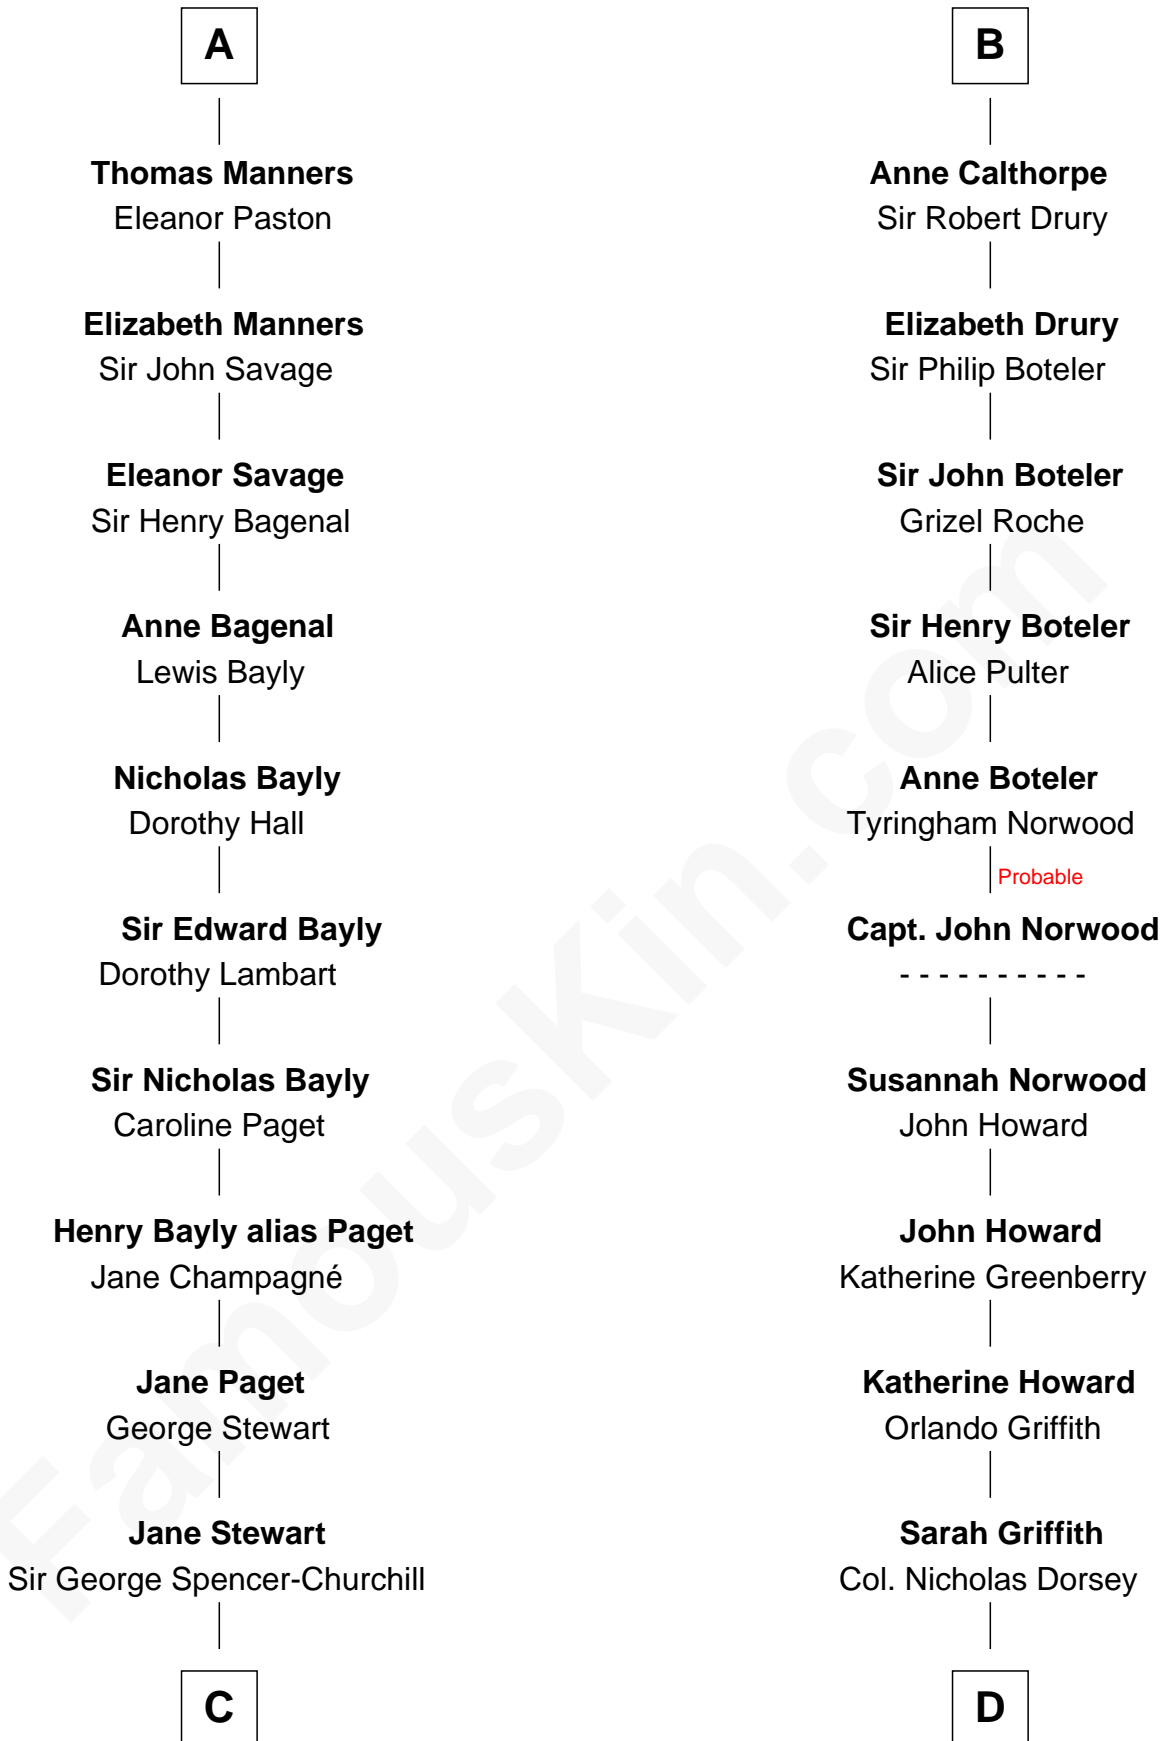 A
Thomas Manners
Eleanor Paston
Elizabeth Manners
Sir John Savage
Eleanor Savage
Sir Henry Bagenal
Anne Bagenal
Lewis Bayly
Nicholas Bayly
Dorothy Hall
Sir Edward Bayly
Dorothy Lambart
Sir Nicholas Bayly
Caroline Paget
Henry Bayly alias Paget
Jane Champagné
Jane Paget
George Stewart
Jane Stewart
Sir George Spencer-Churchill
C
B
Anne Calthorpe
Sir Robert Drury
Elizabeth Drury
Sir Philip Boteler
Sir John Boteler
Grizel Roche
Sir Henry Boteler
Alice Pulter
Anne Boteler
Tyringham Norwood
Probable
Capt. John Norwood
- - - - - - - - - -
Susannah Norwood
John Howard
John Howard
Katherine Greenberry
Katherine Howard
Orlando Griffith
Sarah Griffith
Col. Nicholas Dorsey
D
FamousKin.com